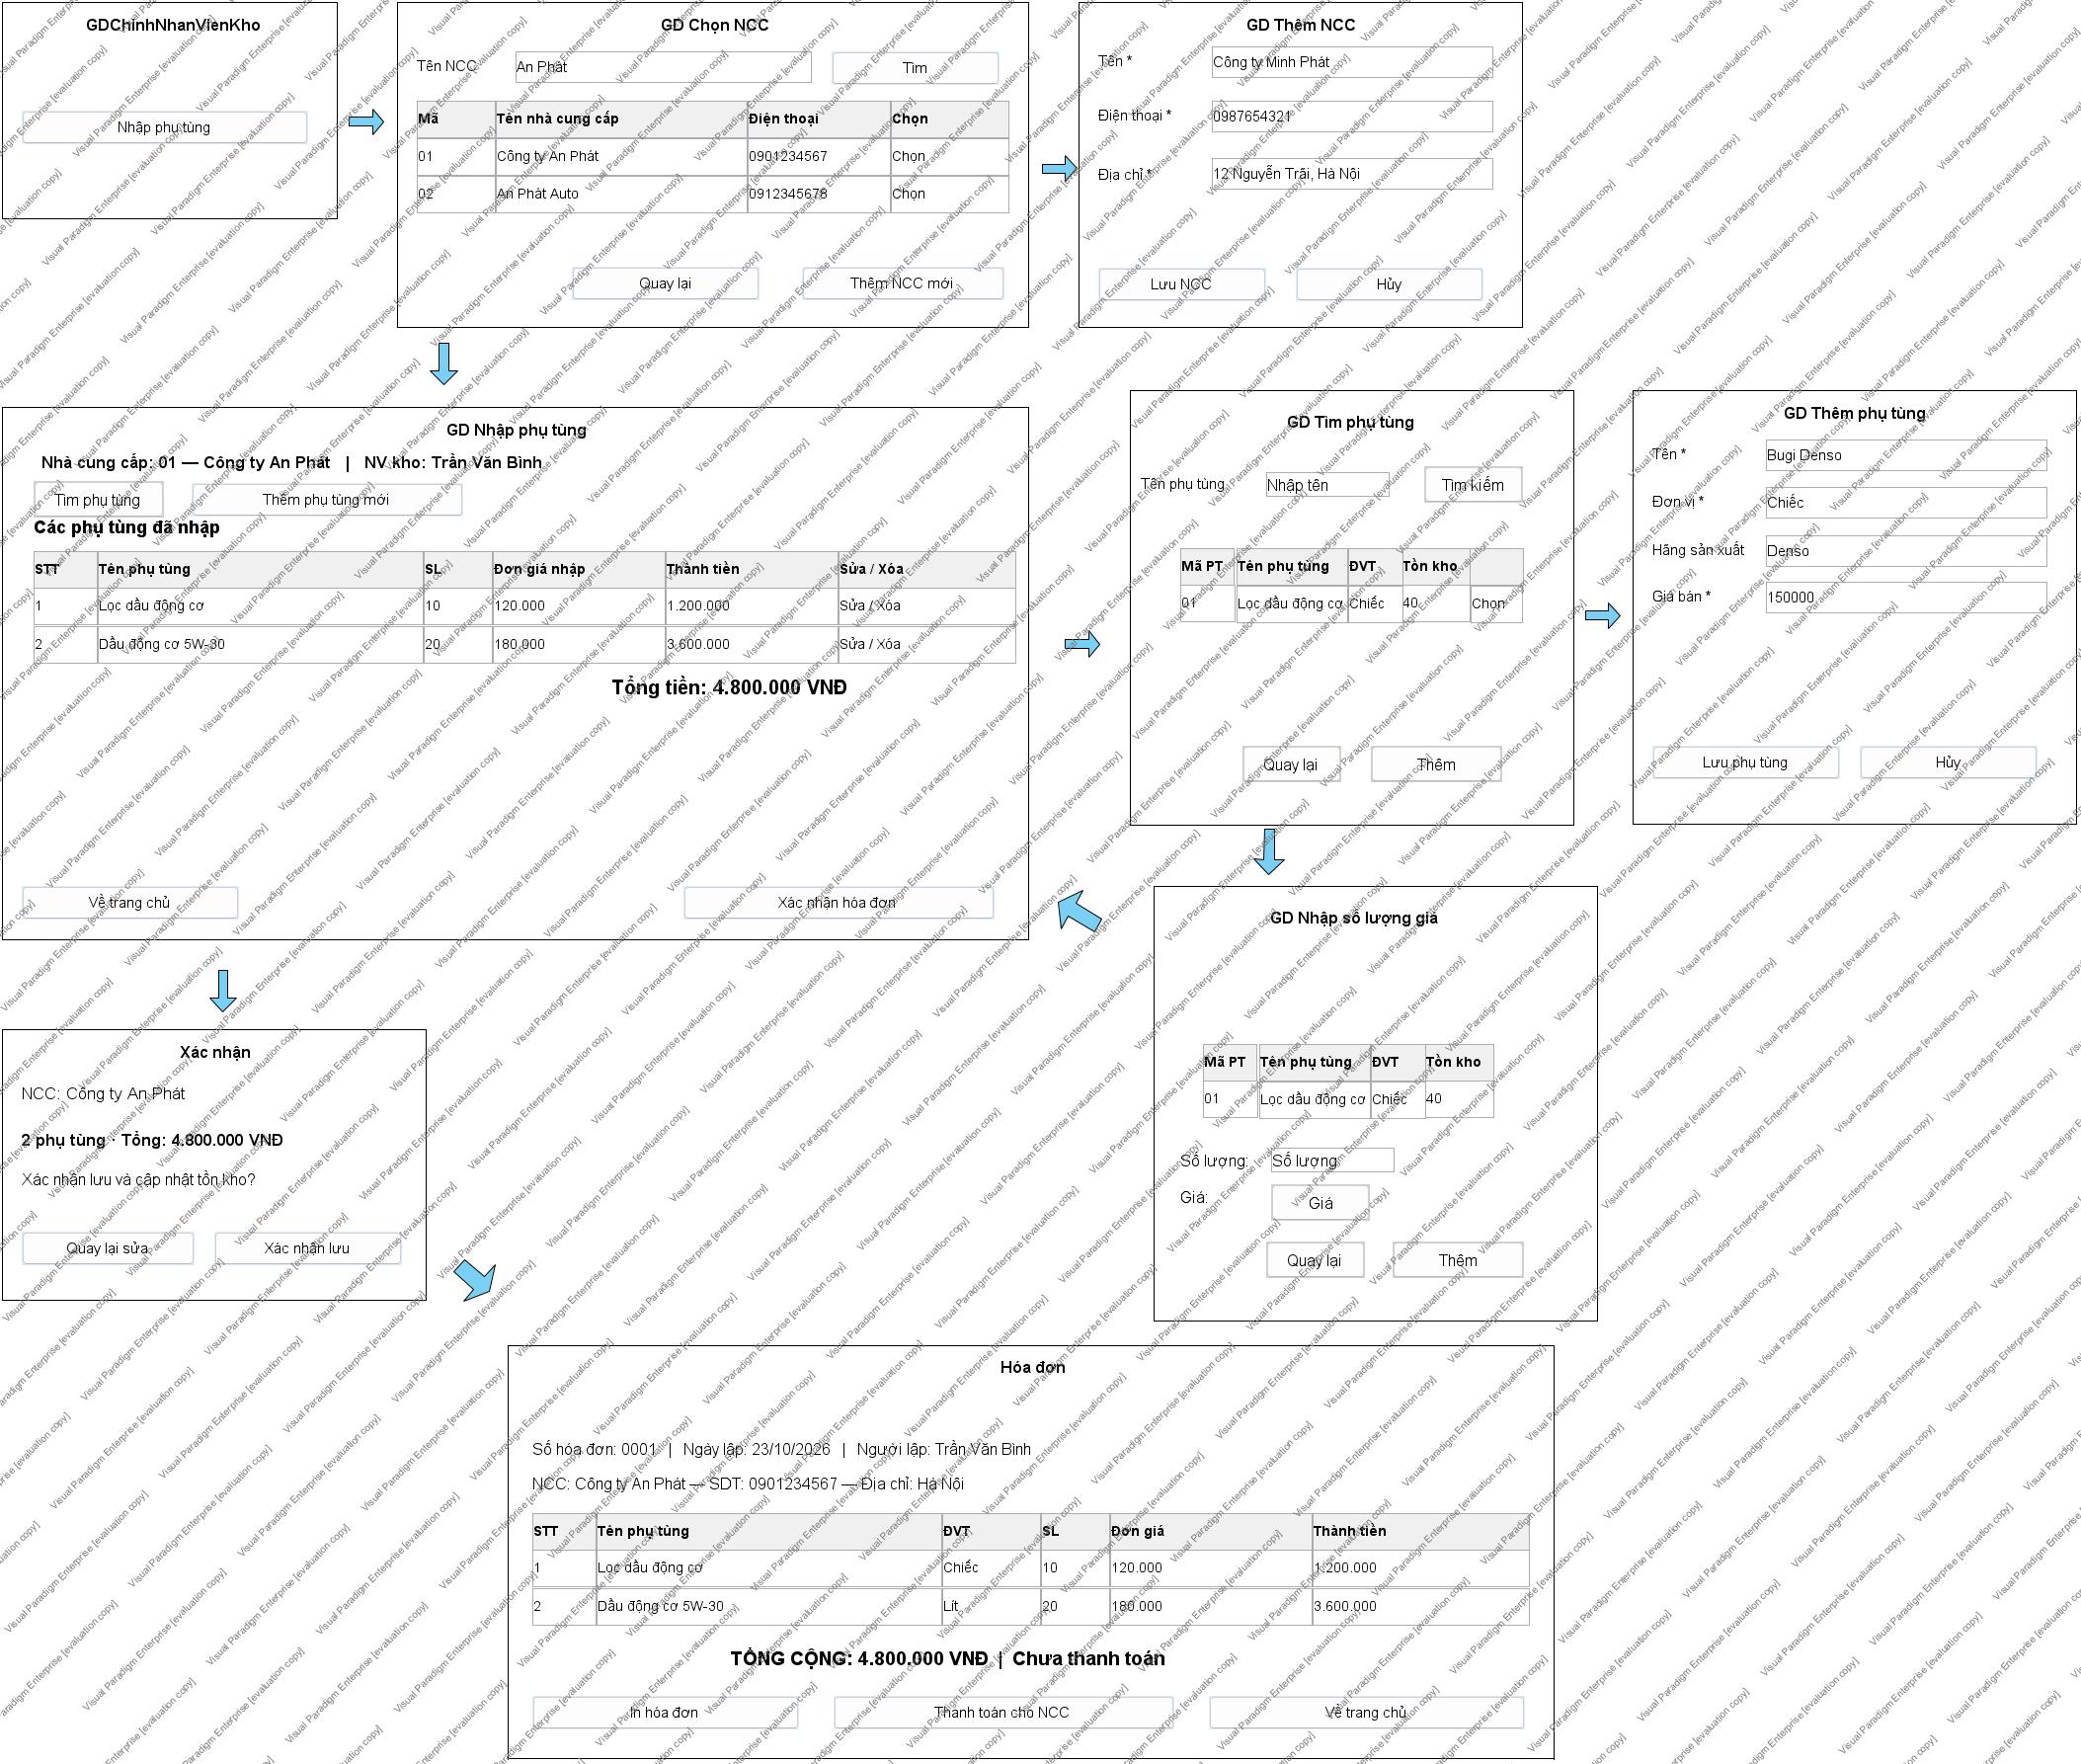 GDChinhNhanVienKho
Nhập phụ tùng
GD Chọn NCC
Tên NCC An Phát Tìm
Mã Tên nhà cung cấp Điện thoại Chọn
01 Công ty An Phát 0901234567 Chọn
02 An Phát Auto 0912345678 Chọn
Quay lại Thêm NCC mới
GD Thêm NCC
Tên * Công ty Minh Phát
Điện thoại * 0987654321
Địa chỉ * 12 Nguyễn Trãi, Hà Nội
Lưu NCC Hủy
GD Nhập phụ tùng
Nhà cung cấp: 01 — Công ty An Phát | NV kho: Trần Văn Bình
Tìm phụ tùng Thêm phụ tùng mới
Các phụ tùng đã nhập
STT Tên phụ tùng SL Đơn giá nhập Thành tiền Sửa / Xóa
1 Lọc dầu động cơ 10 120.000 1.200.000 Sửa / Xóa
2 Dầu động cơ 5W-30 20 180.000 3.600.000 Sửa / Xóa
Tổng tiền: 4.800.000 VNĐ
Về trang chủ Xác nhận hóa đơn
GD Tìm phụ tùng
Tên phụ tùng Nhập tên Tìm kiếm
Mã PT Tên phụ tùng ĐVT Tồn kho
01 Lọc dầu động cơ Chiếc 40 Chọn
Quay lại Thêm
GD Thêm phụ tùng
Tên * Bugi Denso
Đơn vị * Chiếc
Hãng sản xuất Denso
Giá bán * 150000
Lưu phụ tùng Hủy
GD Nhập số lượng giá
Mã PT Tên phụ tùng ĐVT Tồn kho
01 Lọc dầu động cơ Chiếc 40
Số lượng: Số lượng
Giá: Giá
Quay lại Thêm
Xác nhận
NCC: Công ty An Phát
2 phụ tùng · Tổng: 4.800.000 VNĐ
Xác nhận lưu và cập nhật tồn kho?
Quay lại sửa Xác nhận lưu
Hóa đơn
Số hóa đơn: 0001 | Ngày lập: 23/10/2026 | Người lập: Trần Văn Bình
NCC: Công ty An Phát — SDT: 0901234567 — Địa chỉ: Hà Nội
STT Tên phụ tùng ĐVT SL Đơn giá Thành tiền
1 Lọc dầu động cơ Chiếc 10 120.000 1.200.000
2 Dầu động cơ 5W-30 Lít 20 180.000 3.600.000
TỔNG CỘNG: 4.800.000 VNĐ | Chưa thanh toán
In hóa đơn Thanh toán cho NCC Về trang chủ
Visual Paradigm Enterprise [evaluation copy]